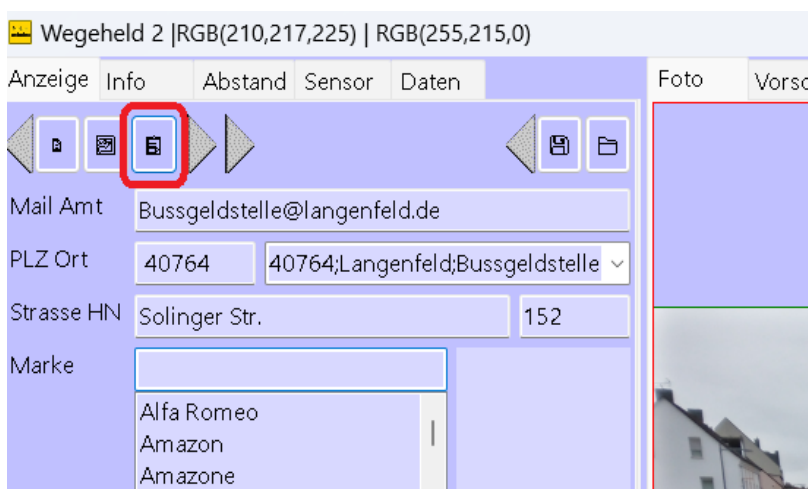 Wegeheld 2 |RGB(210,217,225) | RGB(255,215,0)
Anzeige Info Abstand Sensor Daten Foto
Mail Amt Bussgeldstelle@langenfeld.de
PLZ Ort 40764 40764;Langenfeld;Bussgeldstelle
Strasse HN Solinger Str. 152
Marke
Alfa Romeo
Amazon
Amazone